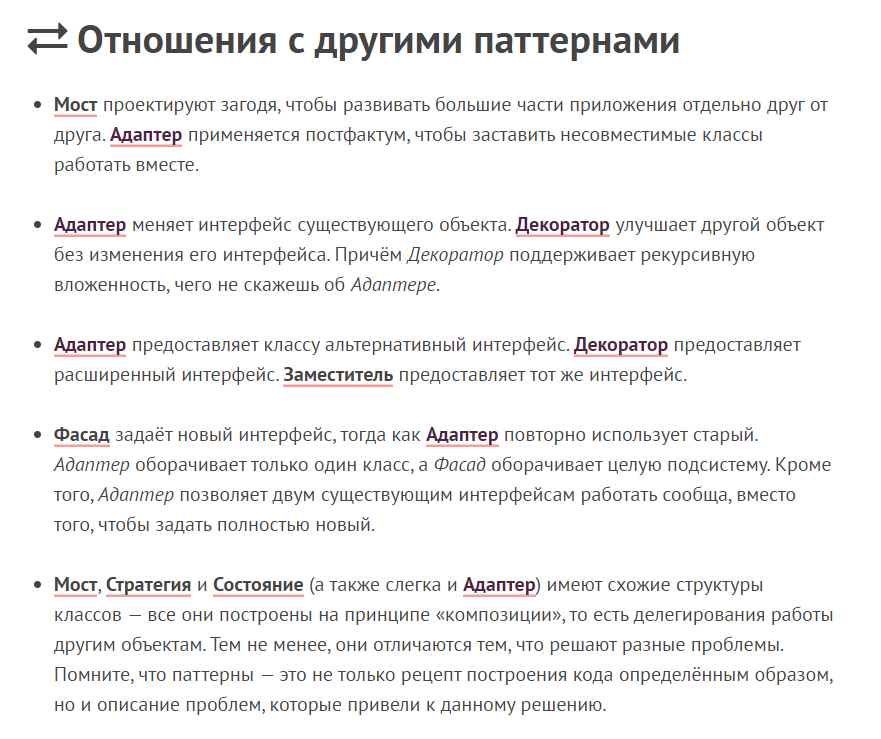 Отношения с другими паттернами
Мост проектируют загодя, чтобы развивать большие части приложения отдельно друг от
друга. Адаптер применяется постфактум, чтобы заставить несовместимые классы
работать вместе.
Адаптер меняет интерфейс существующего объекта. Декоратор улучшает другой объект
без изменения его интерфейса. Причём Декоратор поддерживает рекурсивную
вложенность, чего не скажешь об Адаптере.
Адаптер предоставляет классу альтернативный интерфейс. Декоратор предоставляет
расширенный интерфейс. Заместитель предоставляет тот же интерфейс.
Фасад задаёт новый интерфейс, тогда как Адаптер повторно использует старый.
Адаптер оборачивает только один класс, а Фасад оборачивает целую подсистему. Кроме
того, Адаптер позволяет двум существующим интерфейсам работать сообща, вместо
того, чтобы задать полностью новый.
Мост, Стратегия и Состояние (а также слегка и Адаптер) имеют схожие структуры
классов — все они построены на принципе «композиции», то есть делегирования работы
другим объектам. Тем не менее, они отличаются тем, что решают разные проблемы.
Помните, что паттерны — это не только рецепт построения кода определённым образом,
но и описание проблем, которые привели к данному решению.